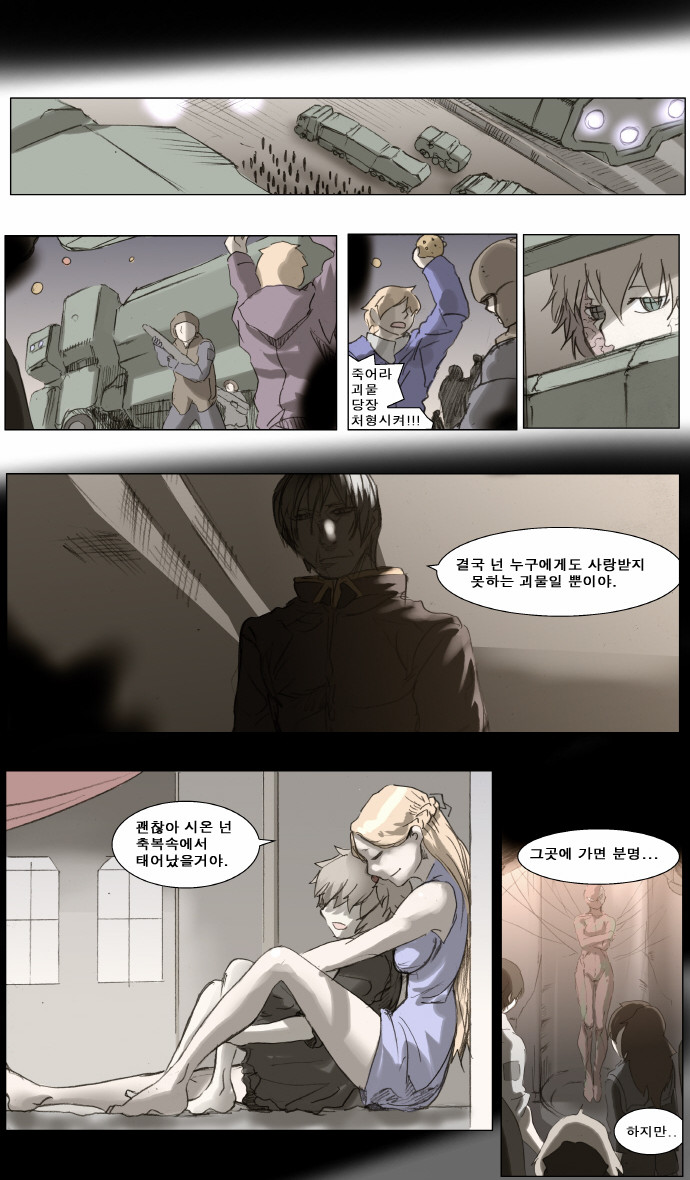 죽어라
괴물
당장
처형시켜!!!
결국 넌 누구에게도 사랑받지
못하는 괴물일 뿐이야.
괜찮아 시온 넌
축복속에서
태어났을거야.
그곳에 가면 분명...
하지만..